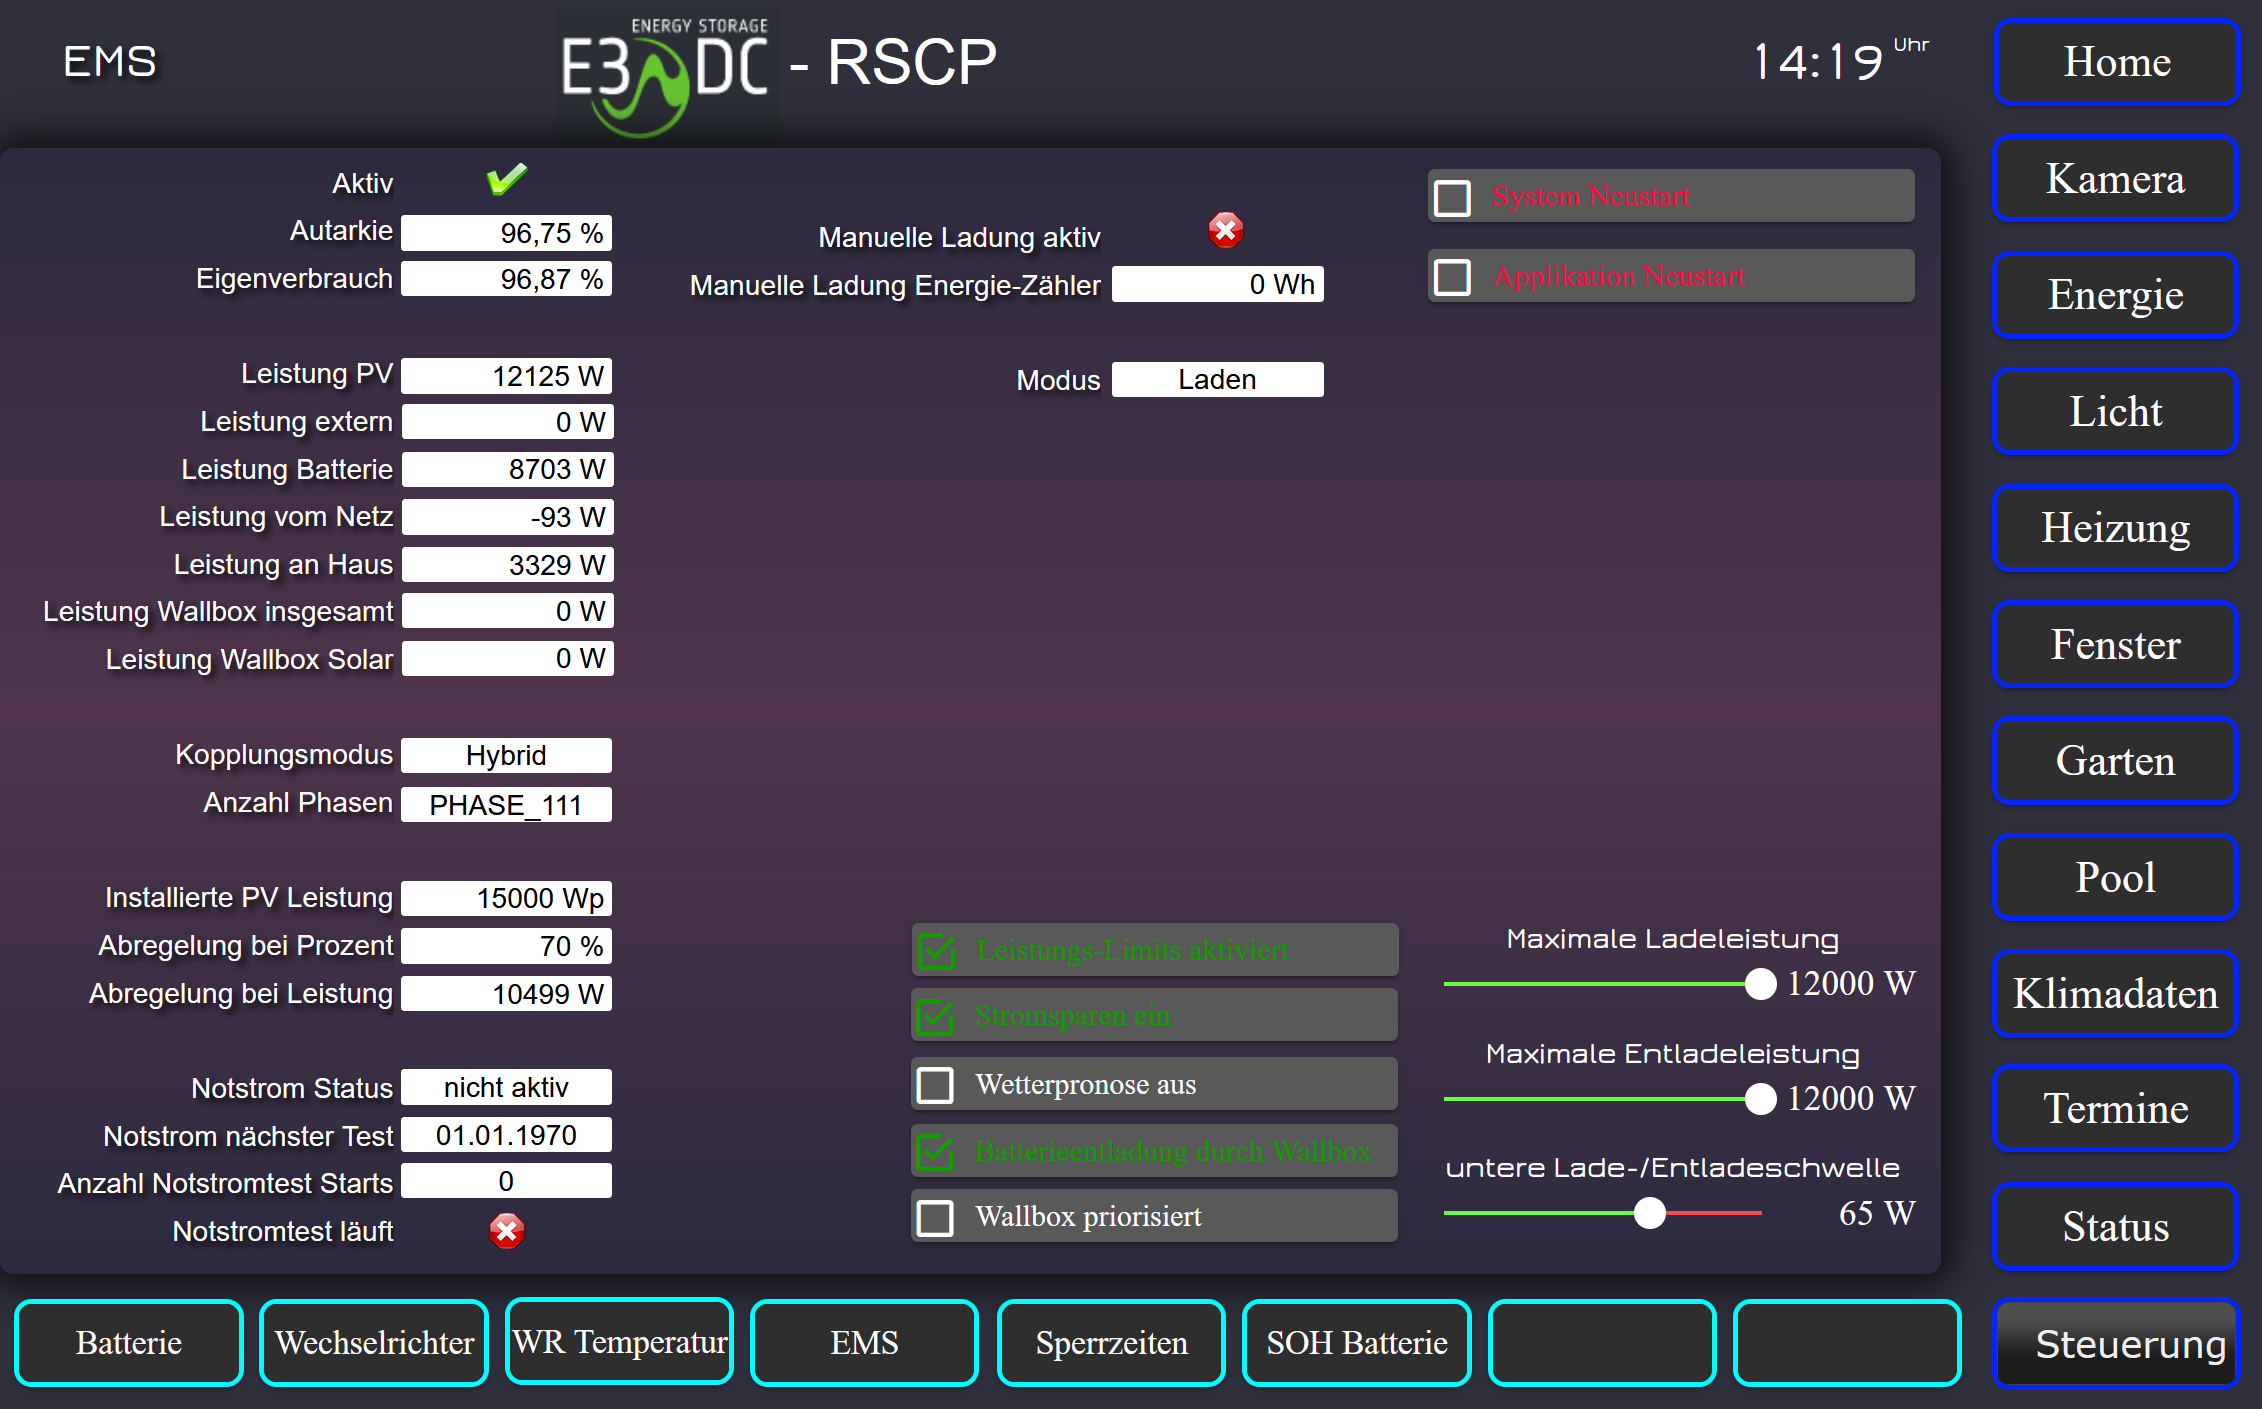 EMS
ENERGY STORAGE
E3DC - RSCP
14:19 Uhr
Aktiv
Autarkie 96,75 %
Eigenverbrauch 96,87 %
Leistung PV 12125 W
Leistung extern 0 W
Leistung Batterie 8703 W
Leistung vom Netz -93 W
Leistung an Haus 3329 W
Leistung Wallbox insgesamt 0 W
Leistung Wallbox Solar 0 W
Kopplungsmodus Hybrid
Anzahl Phasen PHASE_111
Installierte PV Leistung 15000 Wp
Abregelung bei Prozent 70 %
Abregelung bei Leistung 10499 W
Notstrom Status nicht aktiv
Notstrom nächster Test 01.01.1970
Anzahl Notstromtest Starts 0
Notstromtest läuft
Manuelle Ladung aktiv
Manuelle Ladung Energie-Zähler 0 Wh
Modus Laden
System Neustart
Applikation Neustart
Leistungs-Limits aktiviert
Stromsparen ein
Wetterpronose aus
Batterieentladung durch Wallbox
Wallbox priorisiert
Maximale Ladeleistung
12000 W
Maximale Entladeleistung
12000 W
untere Lade-/Entladeschwelle
65 W
Home
Kamera
Energie
Licht
Heizung
Fenster
Garten
Pool
Klimadaten
Termine
Status
Steuerung
Batterie
Wechselrichter
WR Temperatur
EMS
Sperrzeiten
SOH Batterie